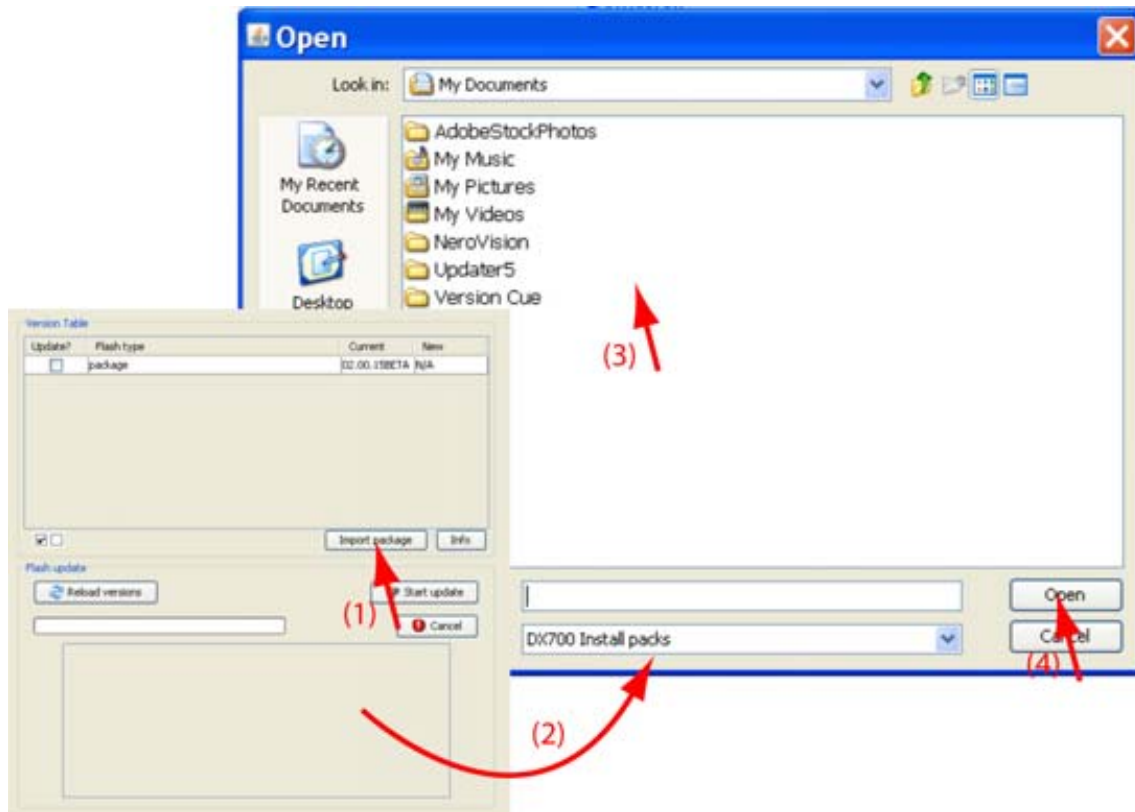 Open
Look in:
My Documents
My Recent
Documents
Desktop
AdobeStockPhotos
My Music
My Pictures
My Videos
NeroVision
Updater5
Version Cue
(3)
Version Table
Update?
Flash type
Current
New
package
02.00.15BETA
N/A
Import package
Info
Flash update
Reload versions
Start update
(1)
Cancel
Open
DX700 Install packs
Cancel
(4)
(2)